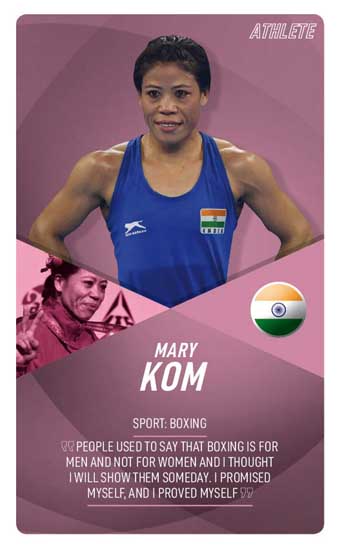 ATHLETE
INDIA
MARY
KOM
SPORT: BOXING
"PEOPLE USED TO SAY THAT BOXING IS FOR
MEN AND NOT FOR WOMEN AND I THOUGHT
I WILL SHOW THEM SOMEDAY. I PROMISED
MYSELF, AND I PROVED MYSELF"